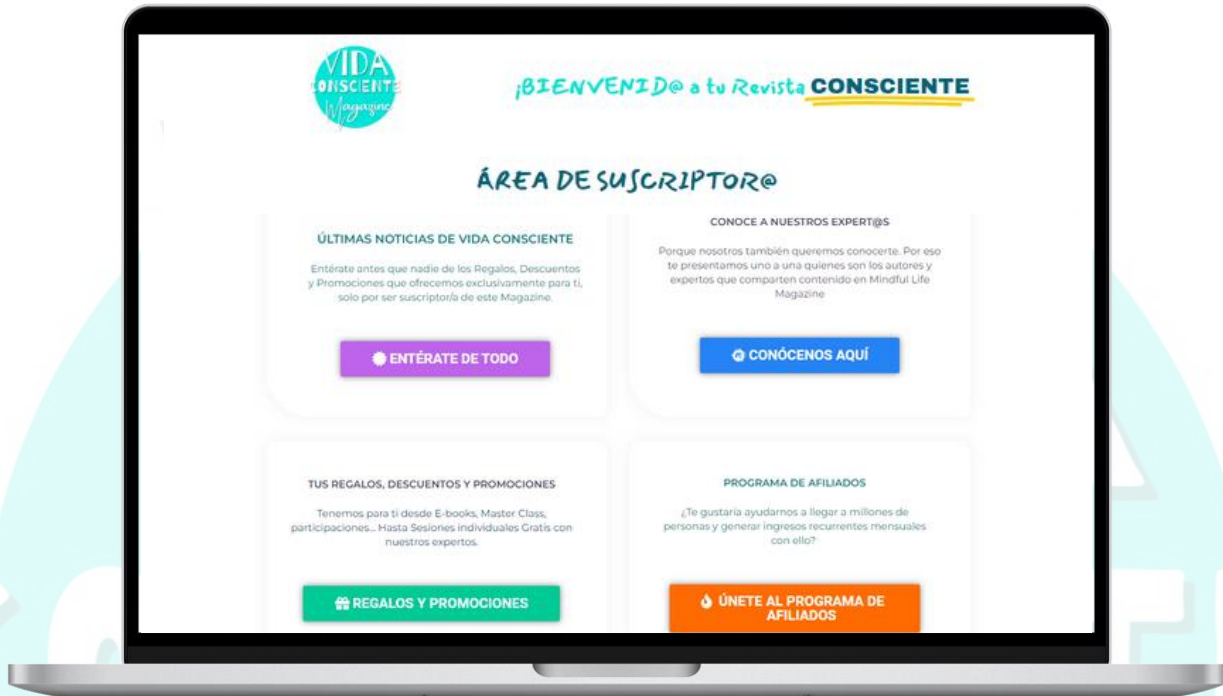 VIDA
CONSCIENTE
Magazine
¡BIENVENID@ a tu Revista CONSCIENTE
ÁREA DE SUSCRIPTOR@
ÚLTIMAS NOTICIAS DE VIDA CONSCIENTE
Entérate antes que nadie de los Regalos, Descuentos
y Promociones que ofrecemos exclusivamente para ti,
solo por ser suscriptor/a de este Magazine.
ENTÉRATE DE TODO
CONOCE A NUESTROS EXPERT@S
Porque nosotros también queremos conocerte. Por eso
te presentamos uno a una quienes son los autores y
expertos que comparten contenido en Mindful Life
Magazine
CONÓCENOS AQUÍ
TUS REGALOS, DESCUENTOS Y PROMOCIONES
Tenemos para ti desde E-books, Master Class,
participaciones... Hasta Sesiones individuales Gratis con
nuestros expertos.
REGALOS Y PROMOCIONES
PROGRAMA DE AFILIADOS
¿Te gustaría ayudarnos a llegar a millones de
personas y generar ingresos recurrentes mensuales
con ello?
ÚNETE AL PROGRAMA DE
AFILIADOS